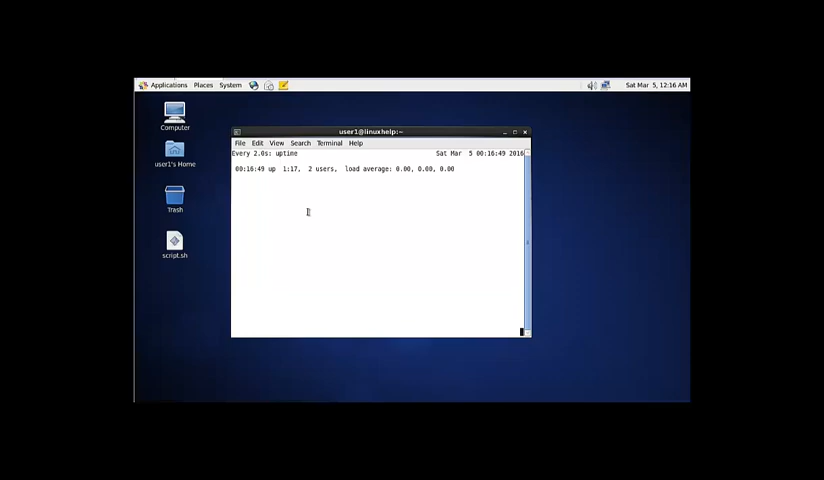 Applications Places System Sat Mar 5, 12:16 AM
Computer
user1's Home
Trash
script.sh
user1@linuxhelp:~
File Edit View Search Terminal Help
Every 2.0s: uptime Sat Mar 5 00:16:49 2016
00:16:49 up 1:17, 2 users, load average: 0.00, 0.00, 0.00